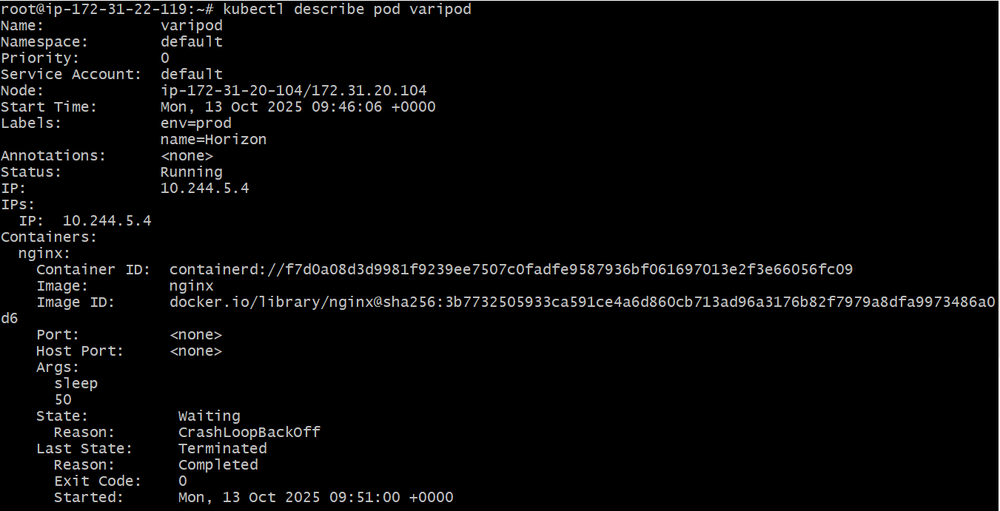 root@ip-172-31-22-119:~# kubectl describe pod varipod
Name:             varipod
Namespace:        default
Priority:         0
Service Account:  default
Node:             ip-172-31-20-104/172.31.20.104
Start Time:       Mon, 13 Oct 2025 09:46:06 +0000
Labels:           env=prod
                  name=Horizon
Annotations:      <none>
Status:           Running
IP:               10.244.5.4
IPs:
  IP:  10.244.5.4
Containers:
  nginx:
    Container ID:  containerd://f7d0a08d3d9981f9239ee7507c0fadfe9587936bf061697013e2f3e66056fc09
    Image:         nginx
    Image ID:      docker.io/library/nginx@sha256:3b7732505933ca591ce4a6d860cb713ad96a3176b82f7979a8dfa9973486a0
d6
    Port:          <none>
    Host Port:     <none>
    Args:
      sleep
      50
    State:          Waiting
      Reason:       CrashLoopBackOff
    Last State:     Terminated
      Reason:       Completed
      Exit Code:    0
      Started:      Mon, 13 Oct 2025 09:51:00 +0000